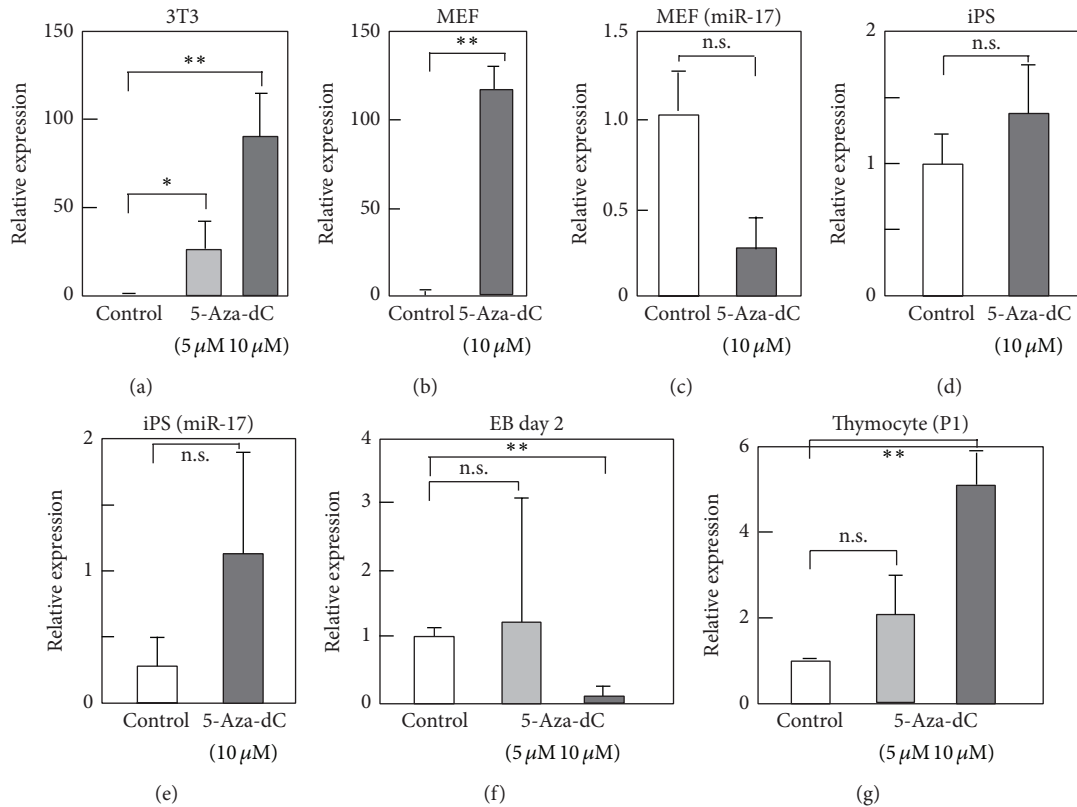 3T3
Relative expression
150
100
50
0
**
*
Control 5-Aza-dC
(5 μM 10 μM)
(a)
MEF
Relative expression
150
100
50
0
**
Control 5-Aza-dC
(10 μM)
(b)
MEF (miR-17)
Relative expression
1.5
1.0
0.5
0
n.s.
Control 5-Aza-dC
(10 μM)
(c)
iPS
Relative expression
2
1
0
n.s.
Control 5-Aza-dC
(10 μM)
(d)
iPS (miR-17)
Relative expression
2
1
0
n.s.
Control 5-Aza-dC
(10 μM)
(e)
EB day 2
Relative expression
4
3
2
1
0
**
n.s.
Control 5-Aza-dC
(5 μM 10 μM)
(f)
Thymocyte (P1)
Relative expression
6
4
2
0
**
n.s.
Control 5-Aza-dC
(5 μM 10 μM)
(g)